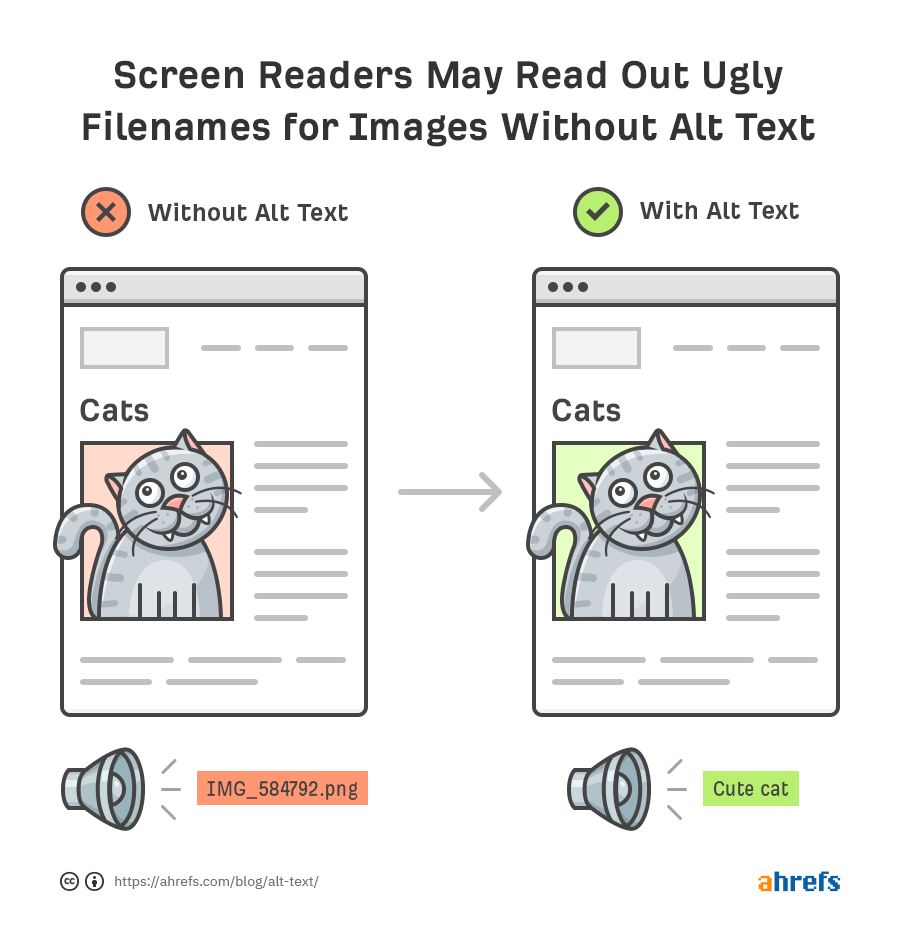 Screen Readers May Read Out Ugly
Filenames for Images Without Alt Text
Without Alt Text
With Alt Text
Cats
Cats
IMG_584792.png
Cute cat
cc
https://ahrefs.com/blog/alt-text/
ahrefs